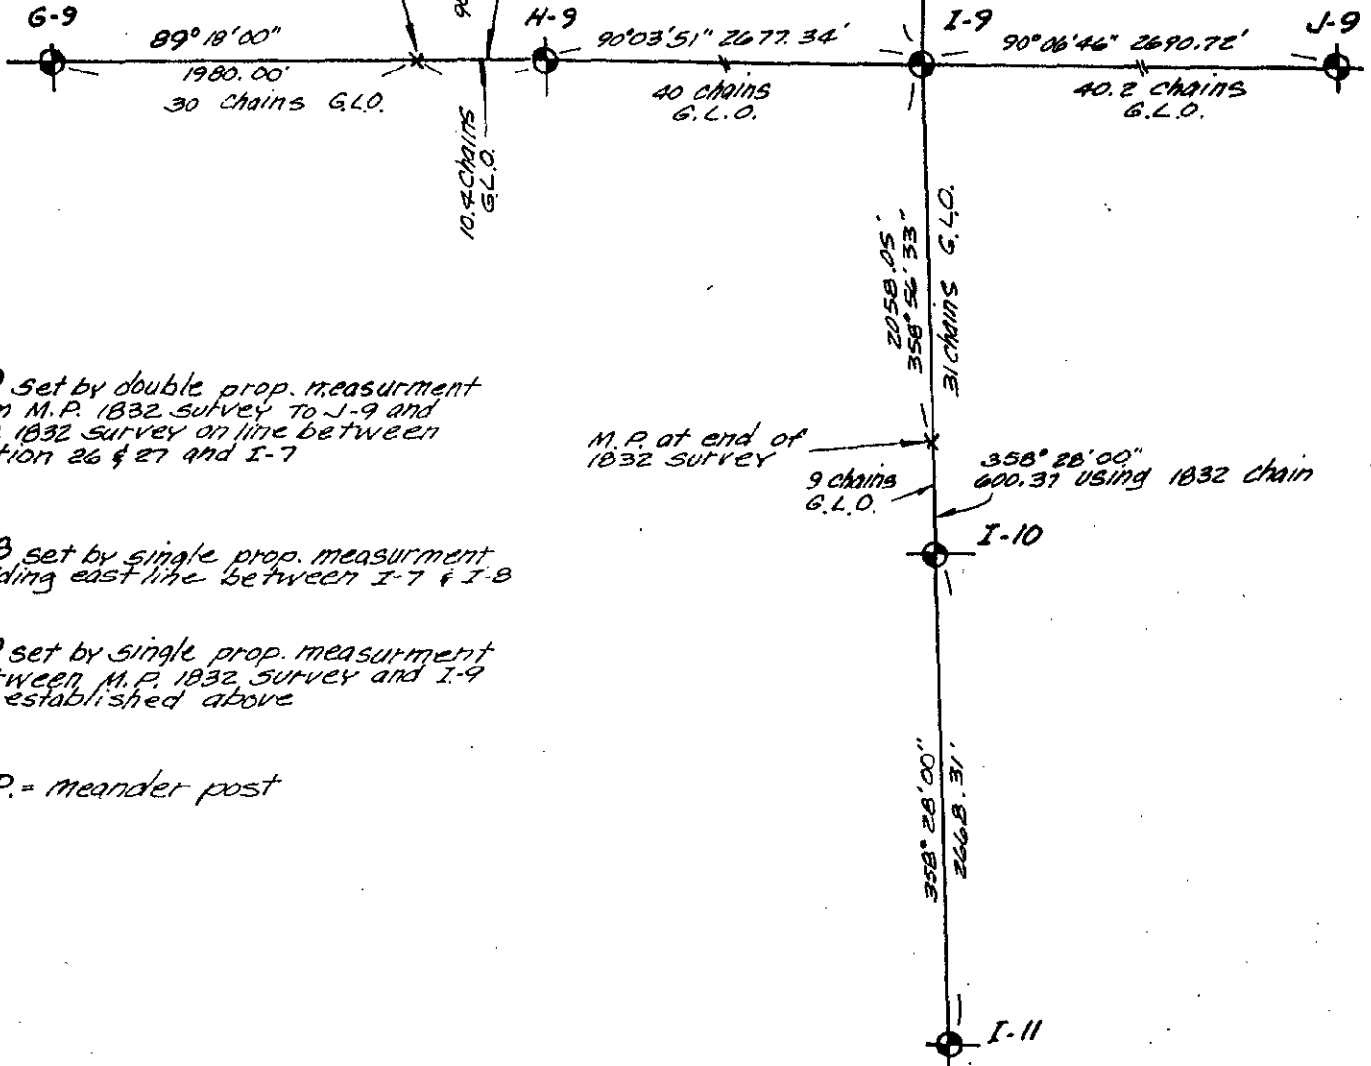 G-9
H-9
I-9
J-9
89° 18' 00"
1980.00'
30 Chains G.L.O.
90
90° 03' 51" 2677.34'
40 chains
G.L.O.
90° 06' 46" 2690.72'
40.2 chains
G.L.O.
10.4 Chains
G.L.O.
2058.05'
358° 56' 33"
31 Chains G.L.O.
set by double prop. measurment
M.P. 1832 survey to J-9 and
1832 survey on line between
tion 26 & 27 and I-7
M.P. at end of
1832 survey
9 chains
G.L.O.
358° 28' 00"
600.37 using 1832 chain
I-10
set by single prop. measurment
ding east line between I-7 & I-8
set by single prop. measurment
tween M.P. 1832 survey and I-9
established above
P. = meander post
358° 28' 00"
2668.31'
I-11